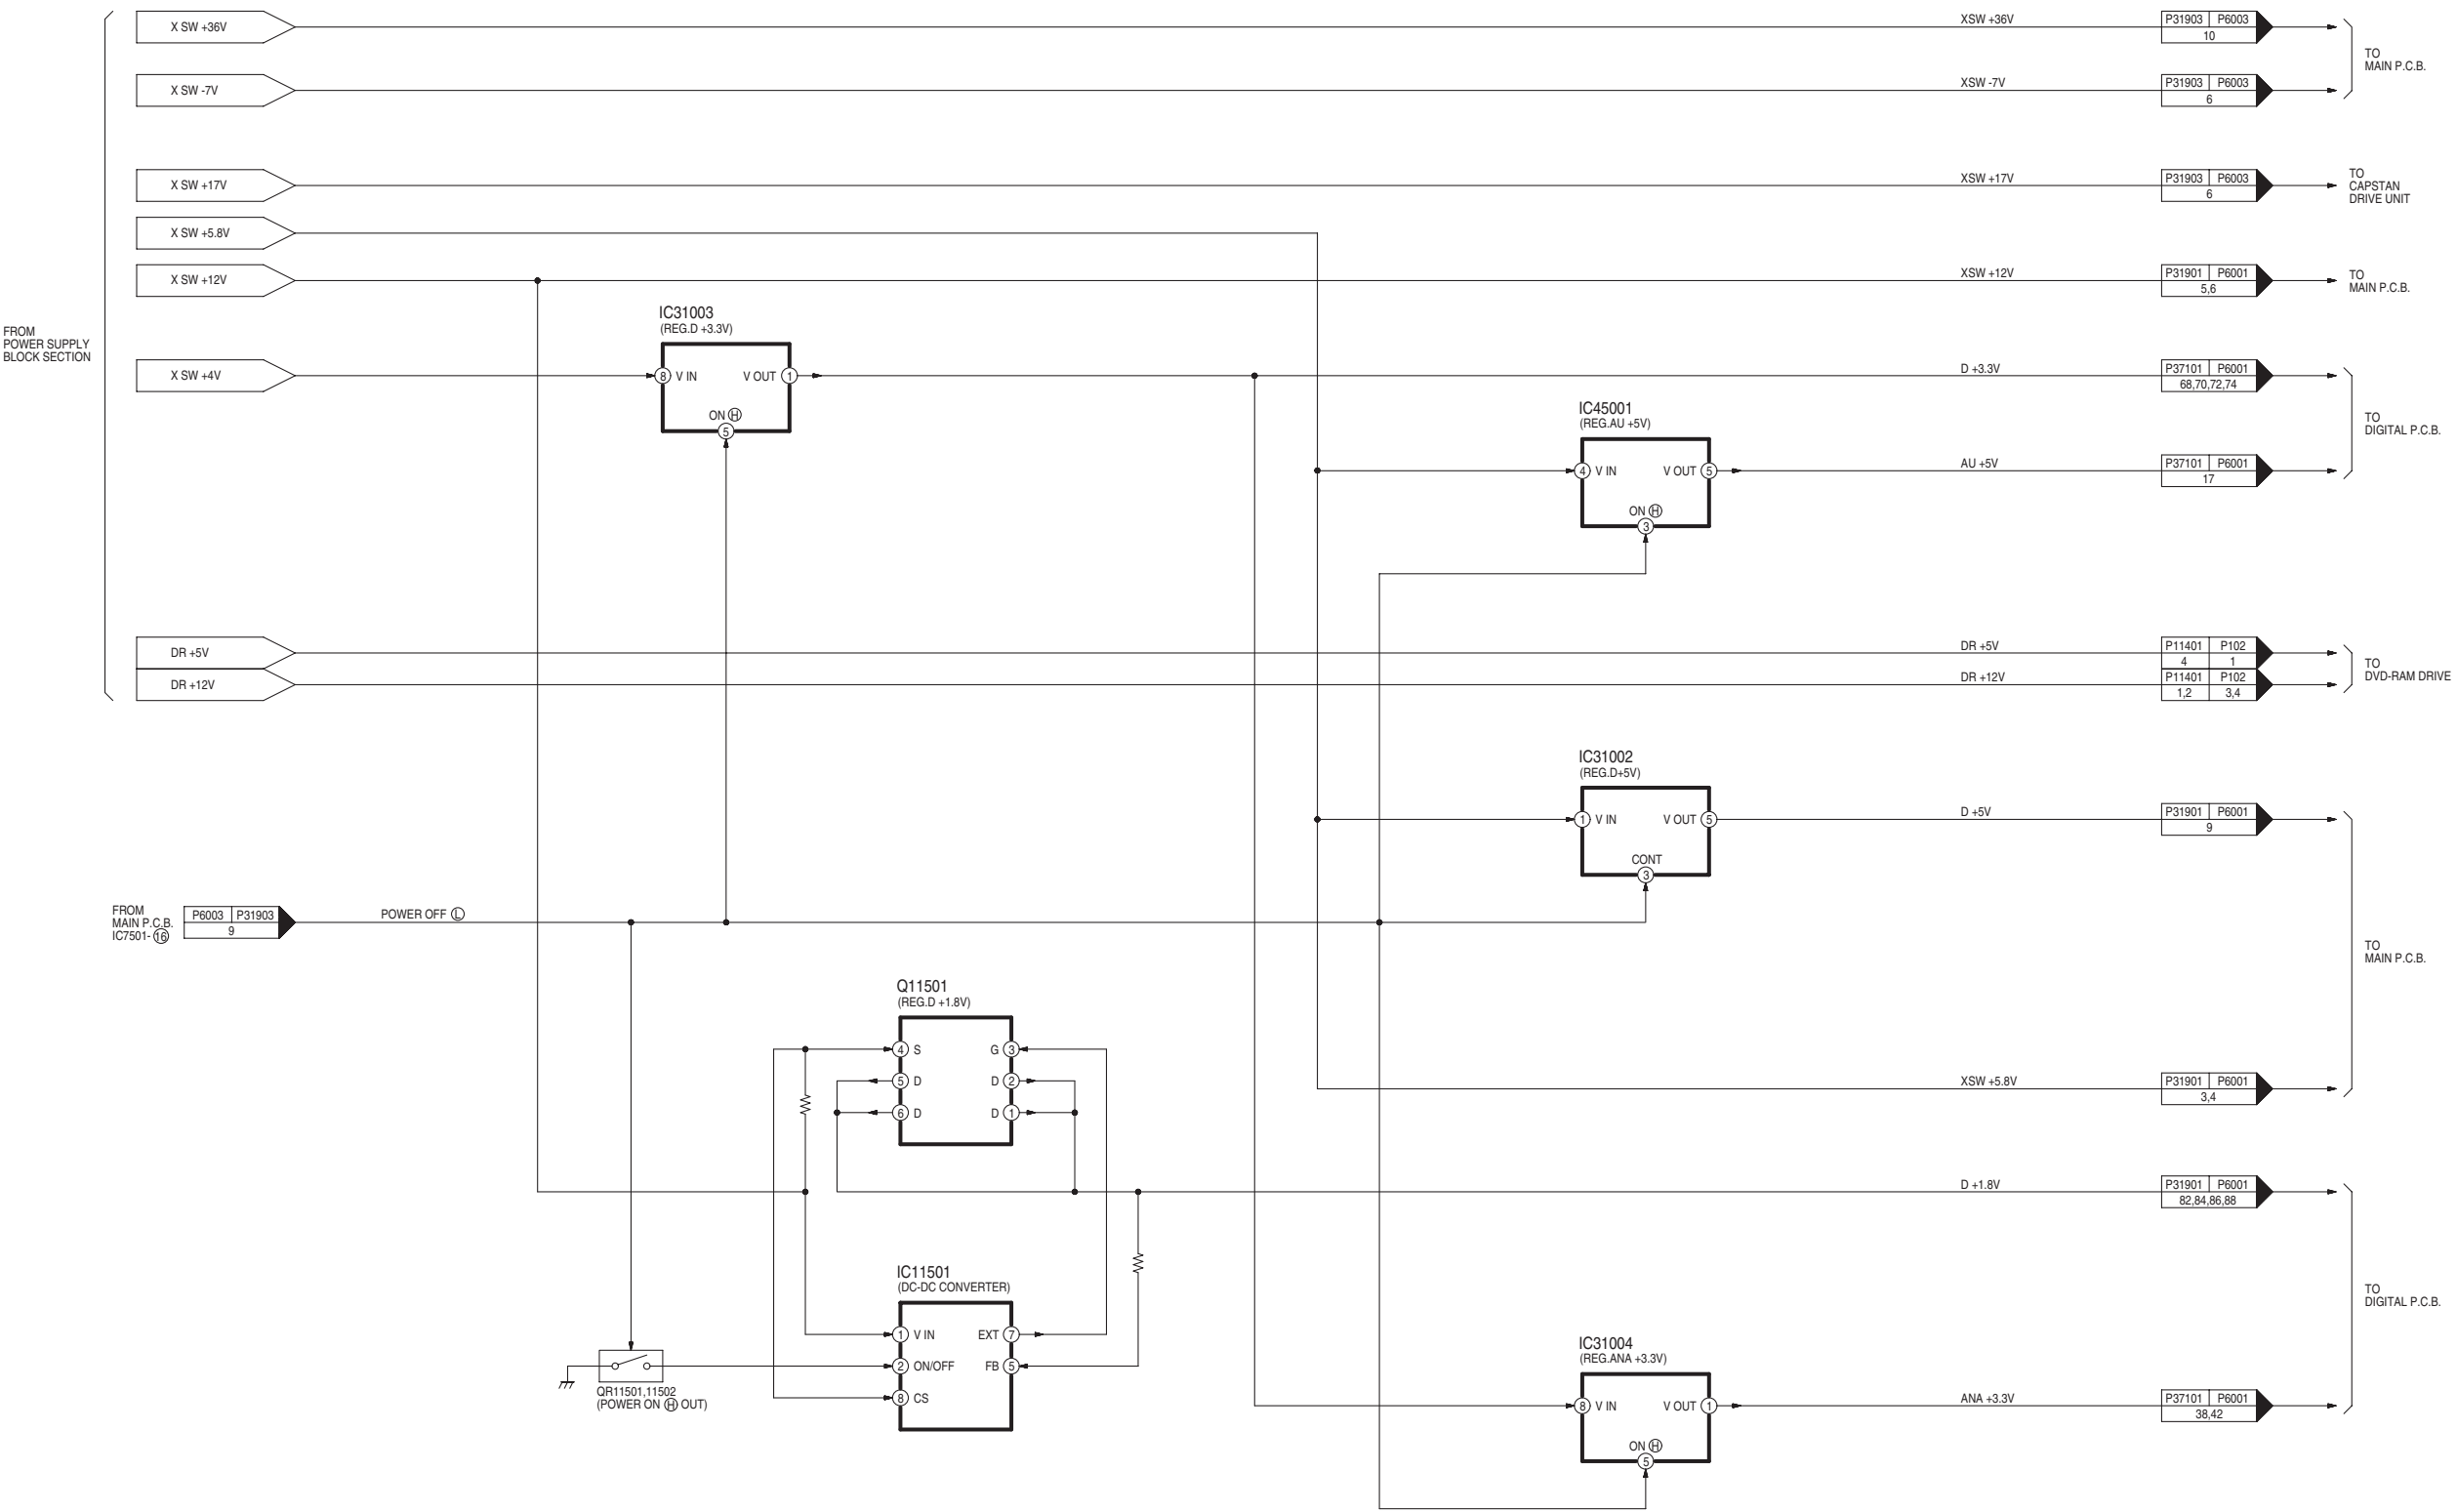 X SW +36V
XSW +36V
P31903 P6003
10
TO
MAIN P.C.B.
X SW -7V
XSW -7V
P31903 P6003
6
X SW +17V
XSW +17V
P31903 P6003
6
TO
CAPSTAN
DRIVE UNIT
X SW +5.8V
X SW +12V
XSW +12V
P31901 P6001
5,6
TO
MAIN P.C.B.
FROM
POWER SUPPLY
BLOCK SECTION
IC31003
(REG.D +3.3V)
X SW +4V
8 V IN V OUT 1
ON Ⓗ
5
D +3.3V
P37101 P6001
68,70,72,74
TO
DIGITAL P.C.B.
IC45001
(REG.AU +5V)
4 V IN V OUT 5
ON Ⓗ
3
AU +5V
P37101 P6001
17
DR +5V
DR +5V
P11401 P102
4 1
DR +12V
DR +12V
P11401 P102
1,2 3,4
TO
DVD-RAM DRIVE
IC31002
(REG.D+5V)
1 V IN V OUT 5
CONT
3
D +5V
P31901 P6001
9
FROM
MAIN P.C.B.
IC7501- ⑯
P6003 P31903
9
POWER OFF Ⓛ
TO
MAIN P.C.B.
Q11501
(REG.D +1.8V)
4 S G 3
5 D D 2
6 D D 1
XSW +5.8V
P31901 P6001
3,4
D +1.8V
P31901 P6001
82,84,86,88
TO
DIGITAL P.C.B.
IC11501
(DC-DC CONVERTER)
1 V IN EXT 7
2 ON/OFF FB 5
8 CS
QR11501,11502
(POWER ON Ⓗ OUT)
IC31004
(REG.ANA +3.3V)
8 V IN V OUT 1
ON Ⓗ
5
ANA +3.3V
P37101 P6001
38,42